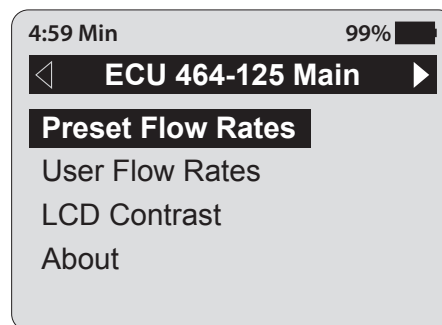 4:59 Min 99%
ECU 464-125 Main
Preset Flow Rates
User Flow Rates
LCD Contrast
About